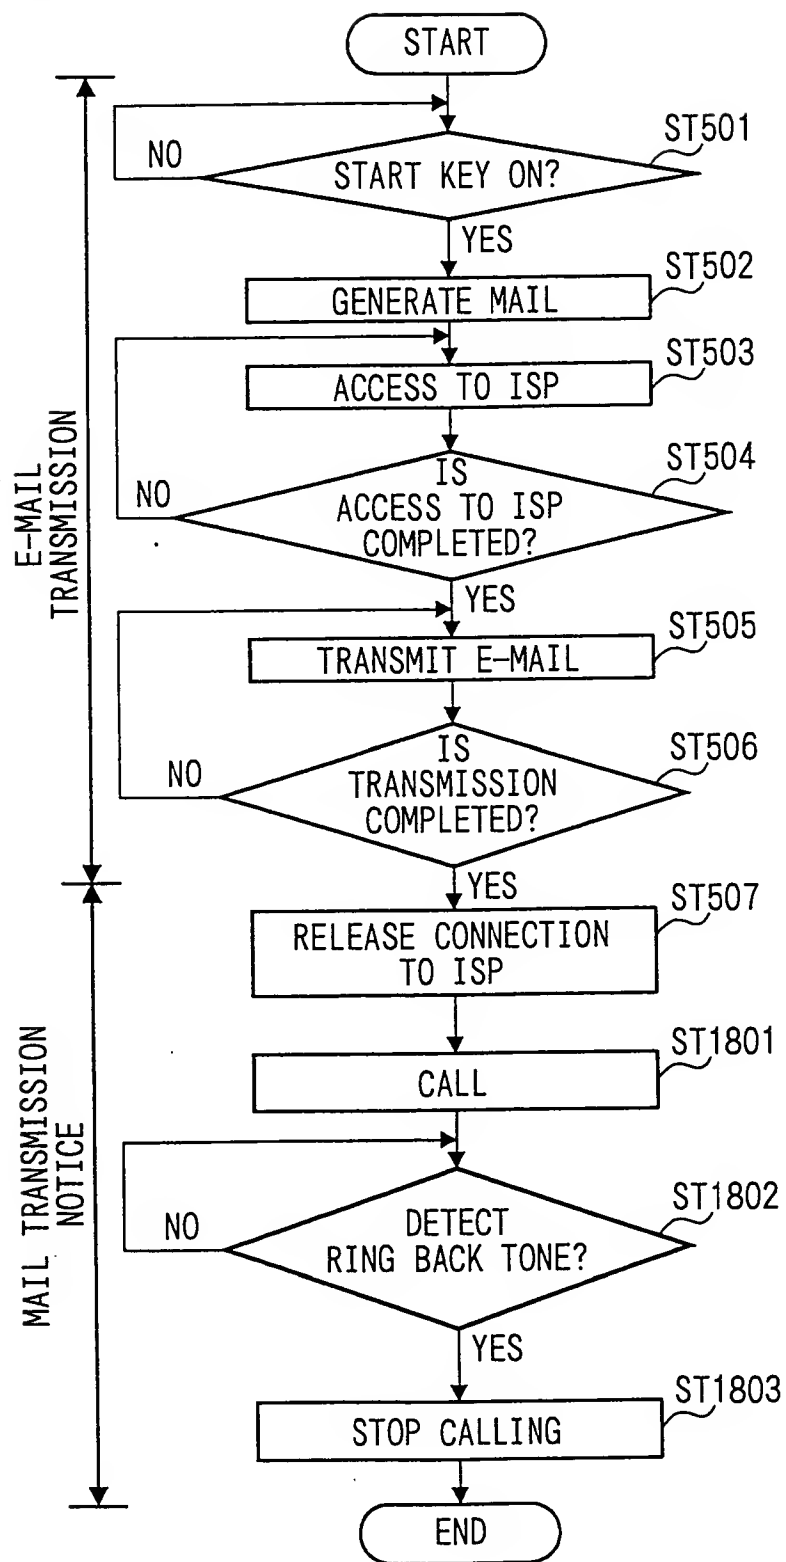 START
ST501
NO
START KEY ON?
YES
ST502
GENERATE MAIL
ST503
ACCESS TO ISP
ST504
NO
IS
ACCESS TO ISP
COMPLETED?
E-MAIL
TRANSMISSION
YES
ST505
TRANSMIT E-MAIL
ST506
NO
IS
TRANSMISSION
COMPLETED?
YES
ST507
RELEASE CONNECTION
TO ISP
ST1801
CALL
MAIL TRANSMISSION
NOTICE
ST1802
NO
DETECT
RING BACK TONE?
YES
ST1803
STOP CALLING
END